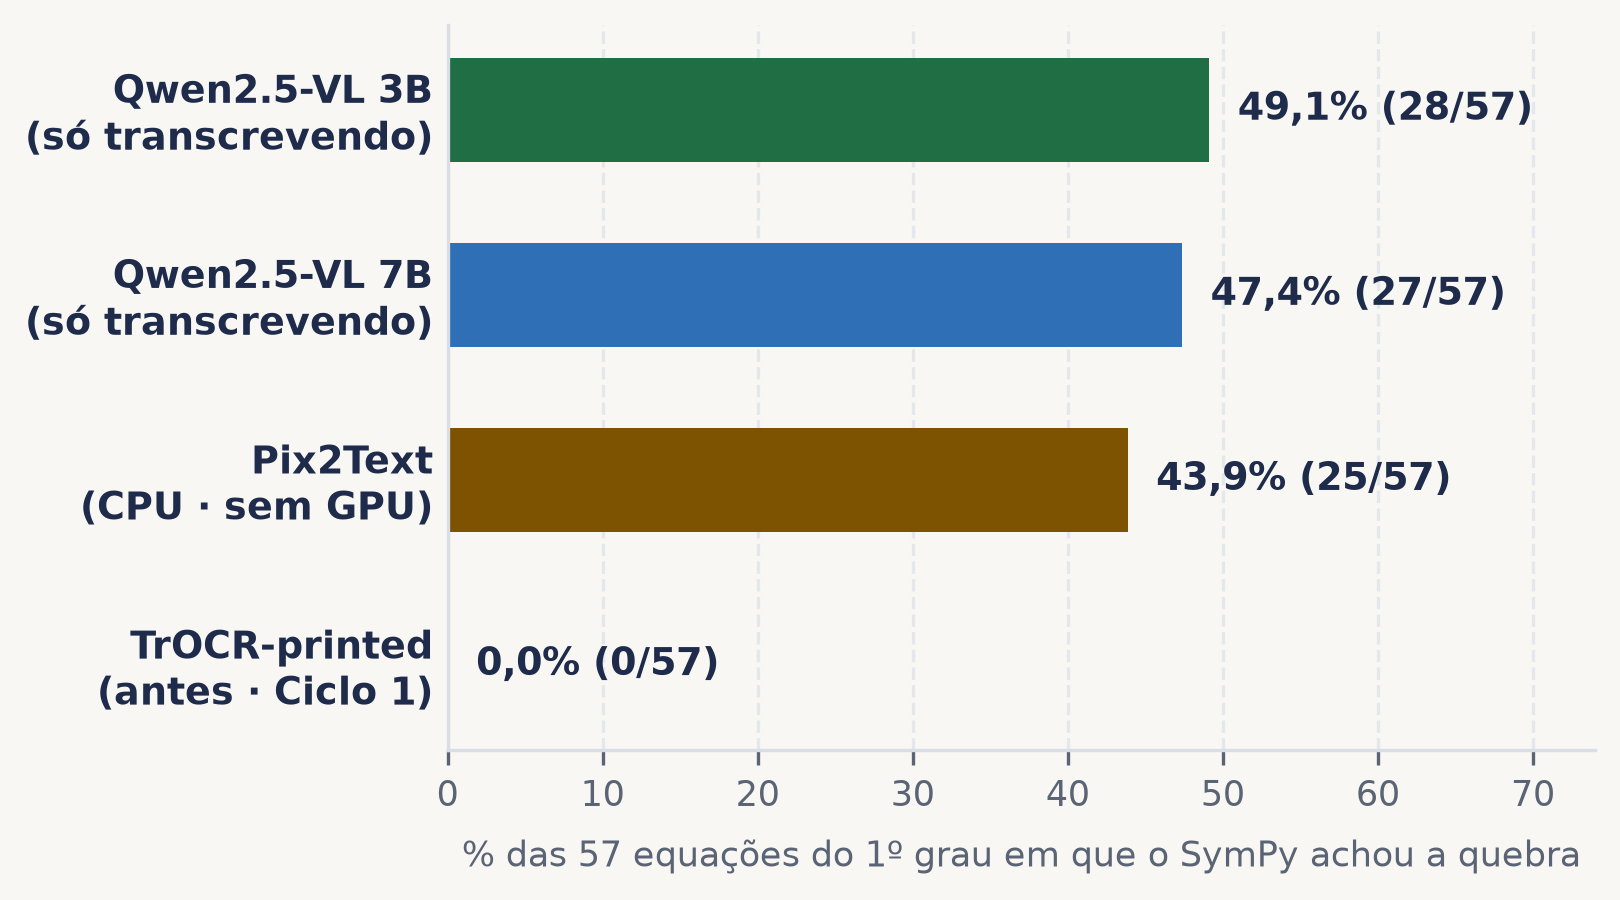 Qwen2.5-VL 3B
(só transcrevendo)
49,1% (28/57)
Qwen2.5-VL 7B
(só transcrevendo)
47,4% (27/57)
Pix2Text
(CPU · sem GPU)
43,9% (25/57)
TrOCR-printed
(antes · Ciclo 1)
0,0% (0/57)
0 10 20 30 40 50 60 70
% das 57 equações do 1º grau em que o SymPy achou a quebra